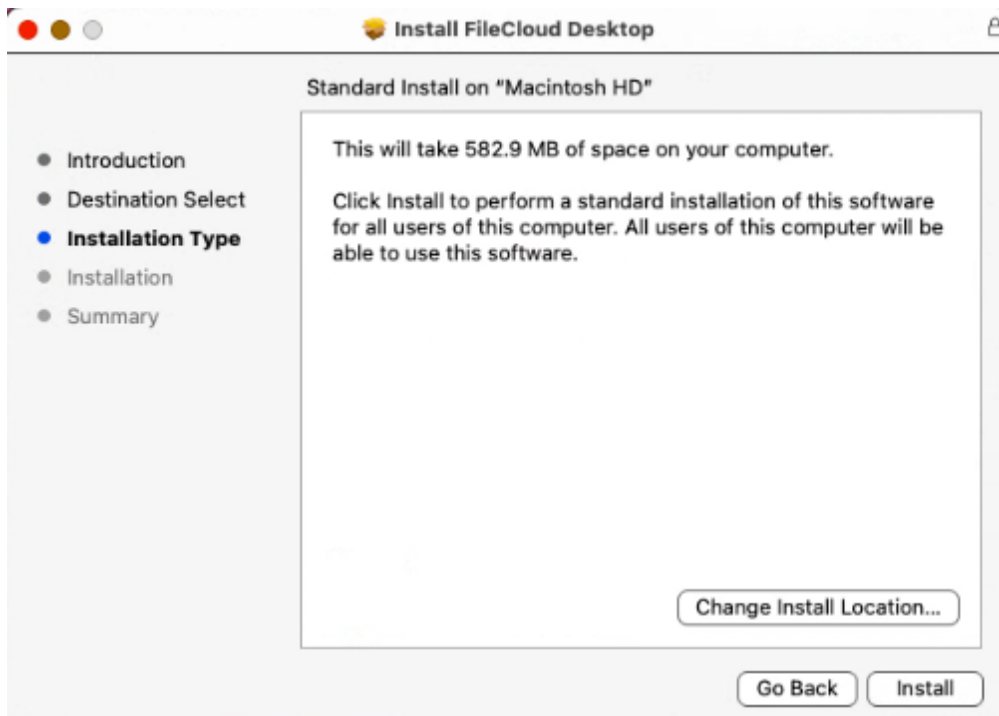 Install FileCloud Desktop
Standard Install on “Macintosh HD”
Introduction
Destination Select
Installation Type
Installation
Summary
This will take 582.9 MB of space on your computer.
Click Install to perform a standard installation of this software
for all users of this computer. All users of this computer will be
able to use this software.
Change Install Location...
Go Back
Install